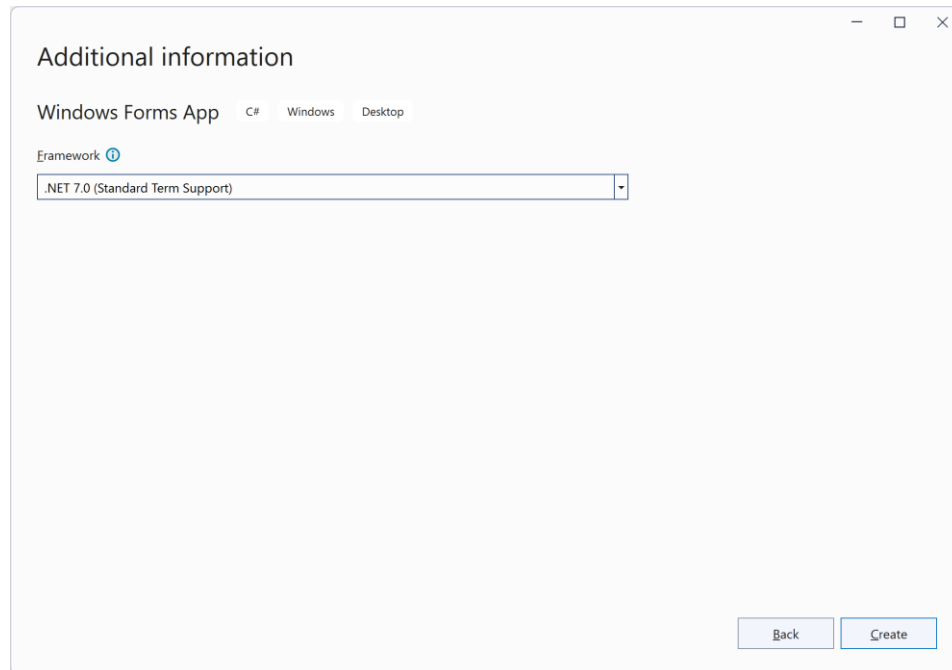 Additional information
Windows Forms App C# Windows Desktop
Framework
.NET 7.0 (Standard Term Support)
Back Create